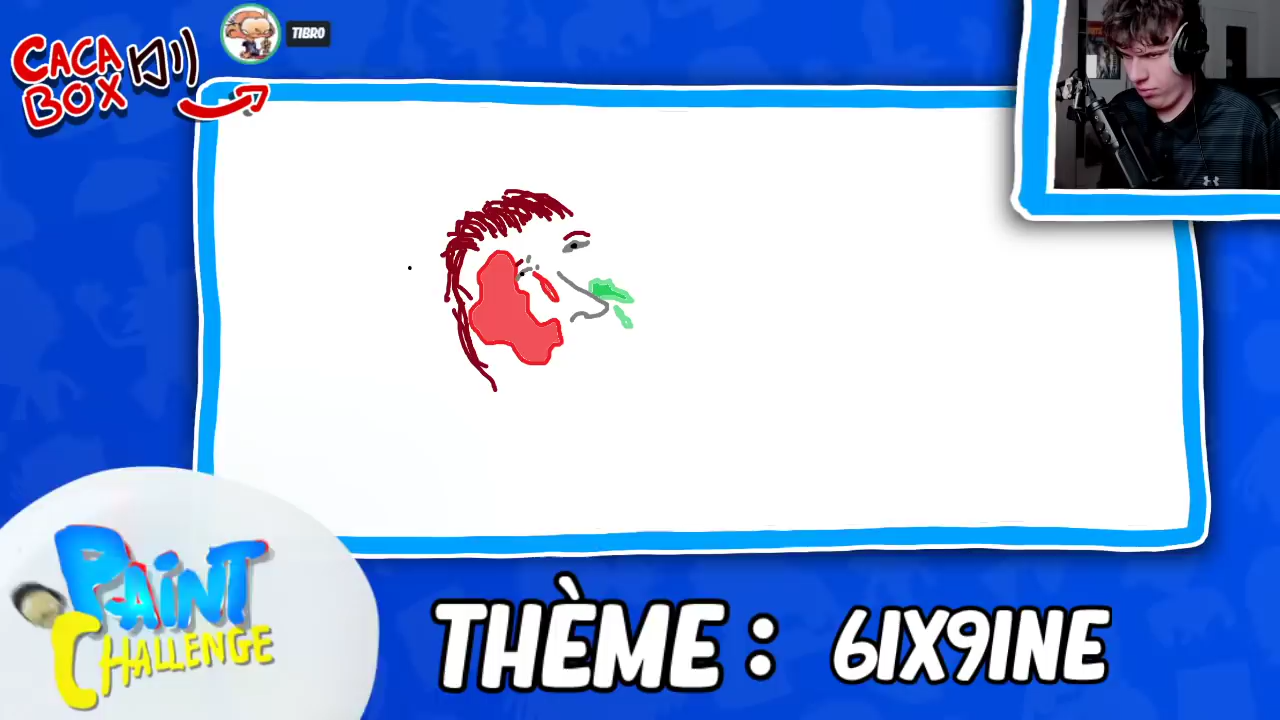 CACA
BOX
TIBRO
PAINT
CHALLENGE
THÈME : 6IX9INE